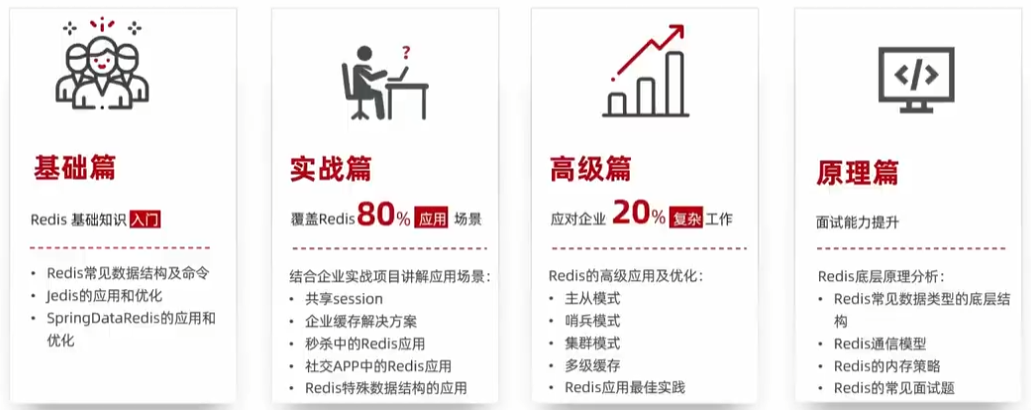 基础篇
Redis 基础知识 入门
• Redis常见数据结构及命令
• Jedis的应用和优化
• SpringDataRedis的应用和
优化
?
实战篇
覆盖Redis 80% 应用 场景
结合企业实战项目讲解应用场景：
• 共享session
• 企业缓存解决方案
• 秒杀中的Redis应用
• 社交APP中的Redis应用
• Redis特殊数据结构的应用
高级篇
应对企业 20% 复杂 工作
Redis的高级应用及优化：
• 主从模式
• 哨兵模式
• 集群模式
• 多级缓存
• Redis应用最佳实践
</>
原理篇
面试能力提升
Redis底层原理分析：
• Redis常见数据类型的底层结
构
• Redis通信模型
• Redis的内存策略
• Redis的常见面试题